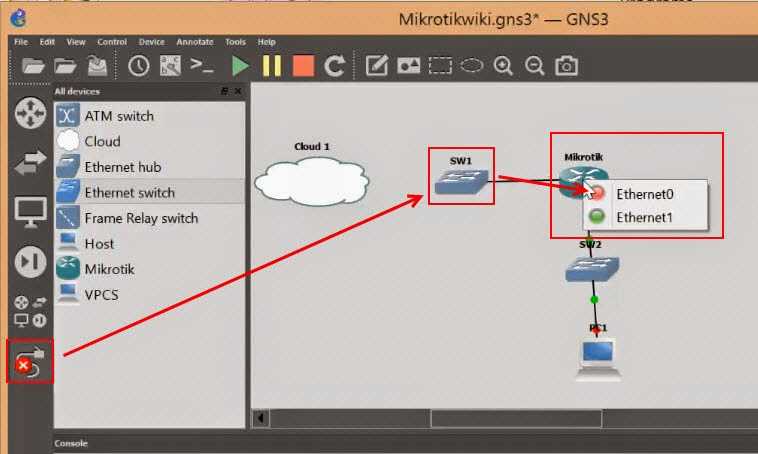 Mikrotikwiki.gns3* — GNS3
File Edit View Control Device Annotate Tools Help
All devices
ATM switch
Cloud
Ethernet hub
Ethernet switch
Frame Relay switch
Host
Mikrotik
VPCS
Cloud 1
SW1
Mikrotik
Ethernet0
Ethernet1
SW2
PC1
Console